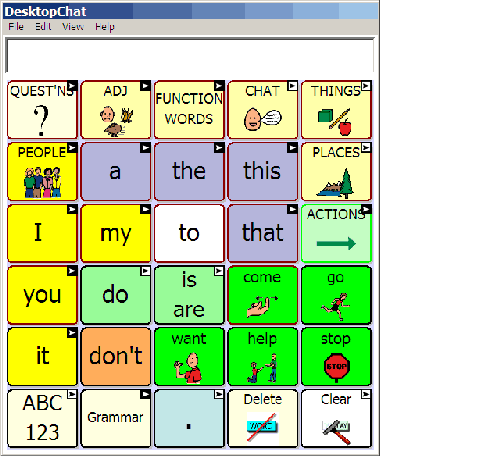 DesktopChat
File Edit View Help
QUEST'NS ADJ FUNCTION WORDS CHAT THINGS
?
PEOPLE a the this PLACES
I my to that ACTIONS
you do is are come go
STOP
it don't want help stop
ABC 123 Grammar . Delete Clear
WORD